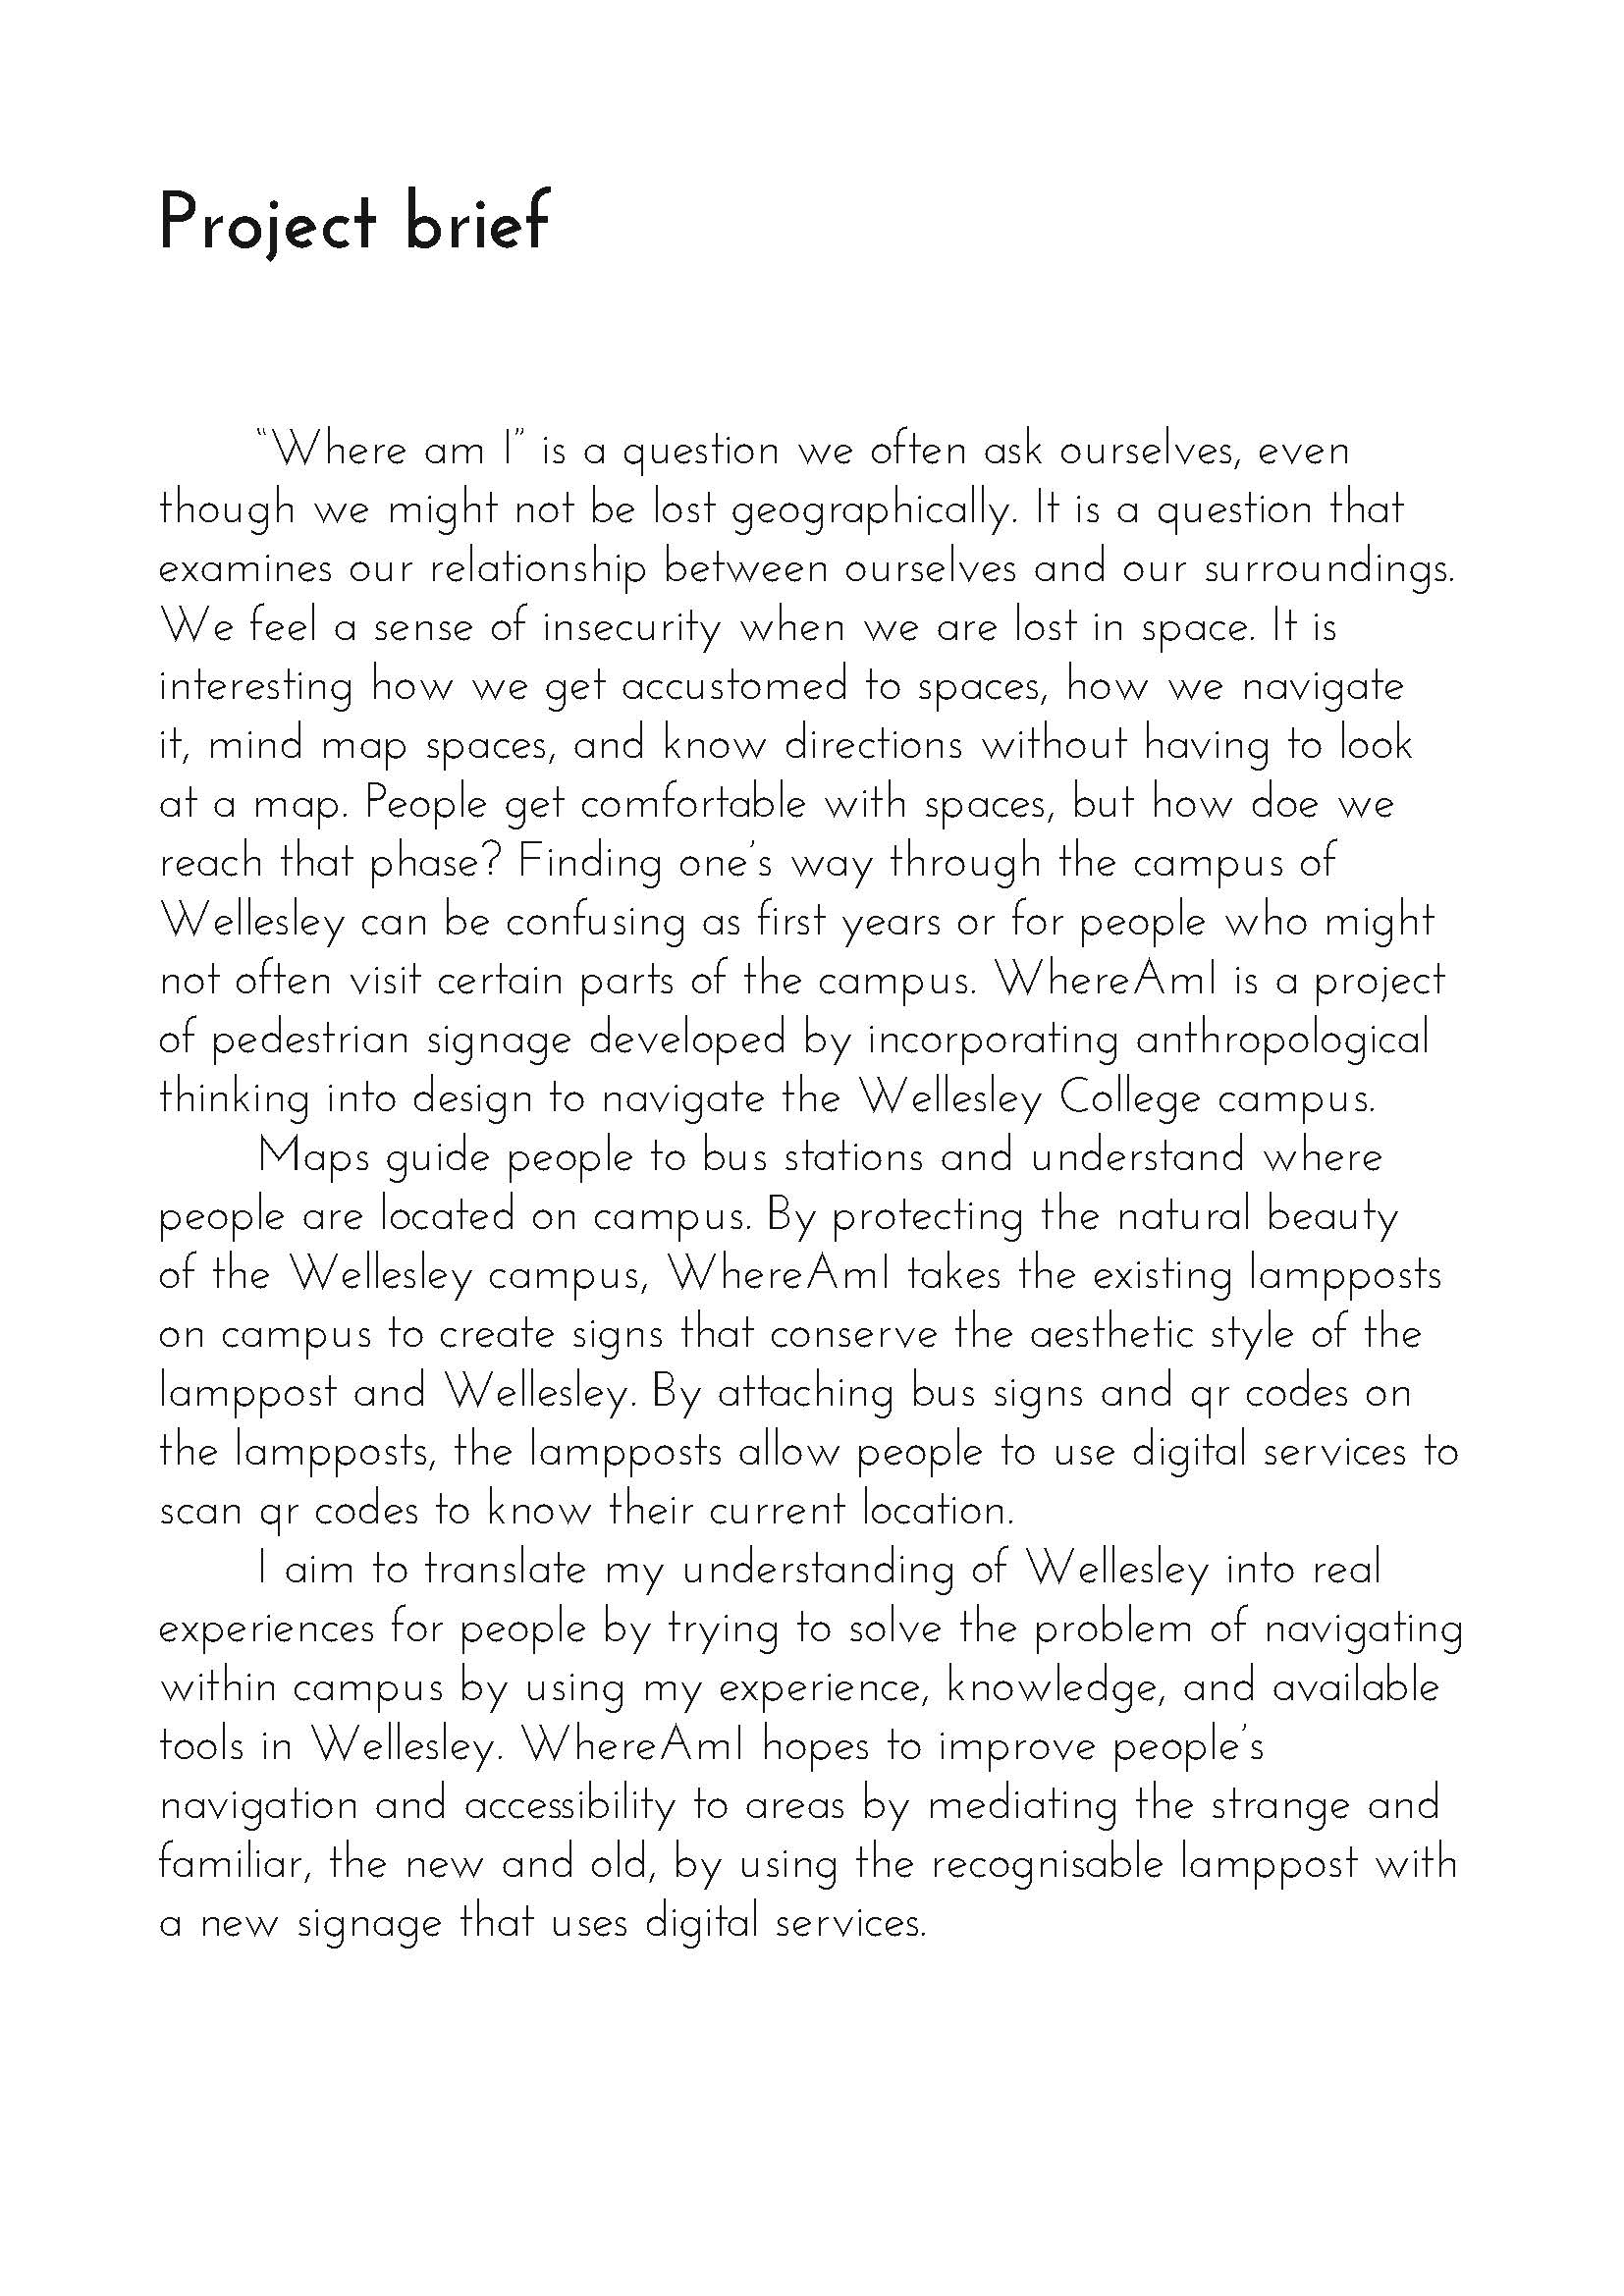 Project brief
“Where am I” is a question we often ask ourselves, even
though we might not be lost geographically. It is a question that
examines our relationship between ourselves and our surroundings.
We feel a sense of insecurity when we are lost in space. It is
interesting how we get accustomed to spaces, how we navigate
it, mind map spaces, and know directions without having to look
at a map. People get comfortable with spaces, but how doe we
reach that phase? Finding one’s way through the campus of
Wellesley can be confusing as first years or for people who might
not often visit certain parts of the campus. WhereAmI is a project
of pedestrian signage developed by incorporating anthropological
thinking into design to navigate the Wellesley College campus.
Maps guide people to bus stations and understand where
people are located on campus. By protecting the natural beauty
of the Wellesley campus, WhereAmI takes the existing lampposts
on campus to create signs that conserve the aesthetic style of the
lamppost and Wellesley. By attaching bus signs and qr codes on
the lampposts, the lampposts allow people to use digital services to
scan qr codes to know their current location.
I aim to translate my understanding of Wellesley into real
experiences for people by trying to solve the problem of navigating
within campus by using my experience, knowledge, and available
tools in Wellesley. WhereAmI hopes to improve people’s
navigation and accessibility to areas by mediating the strange and
familiar, the new and old, by using the recognisable lamppost with
a new signage that uses digital services.